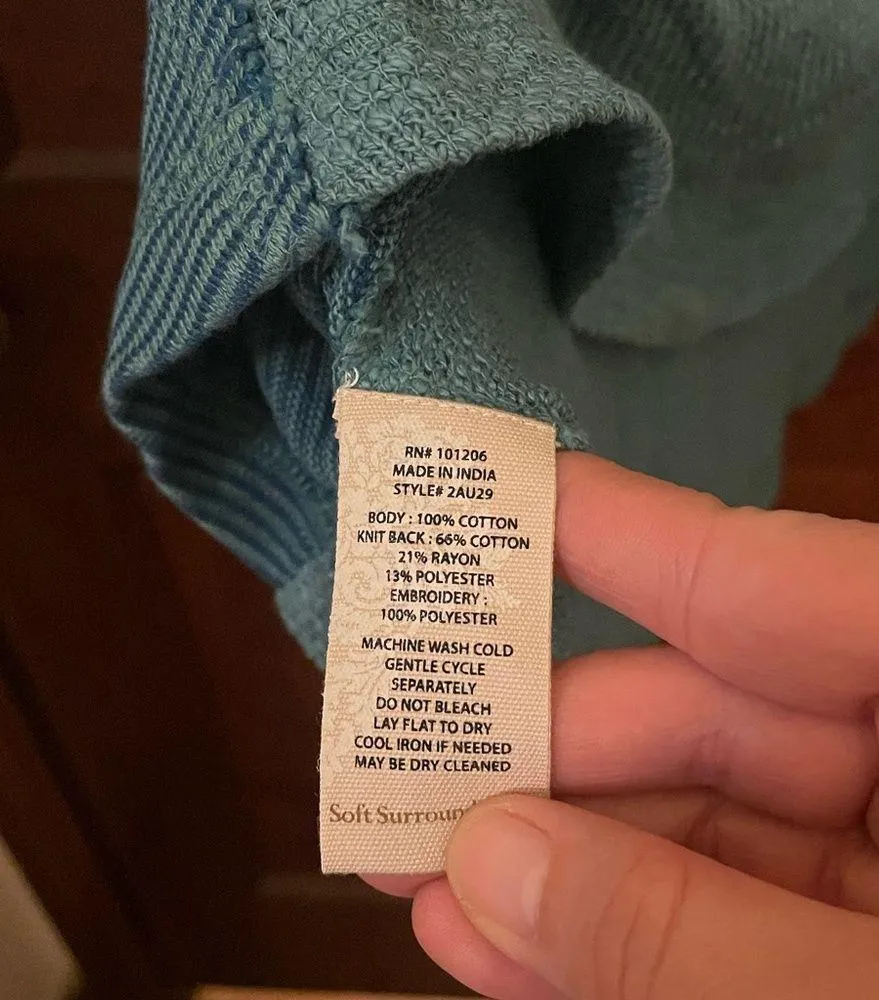 RN# 101206
MADE IN INDIA
STYLE# 2AU29
BODY : 100% COTTON
KNIT BACK : 66% COTTON
21% RAYON
13% POLYESTER
EMBROIDERY :
100% POLYESTER
MACHINE WASH COLD
GENTLE CYCLE
SEPARATELY
DO NOT BLEACH
LAY FLAT TO DRY
COOL IRON IF NEEDED
MAY BE DRY CLEANED
Soft